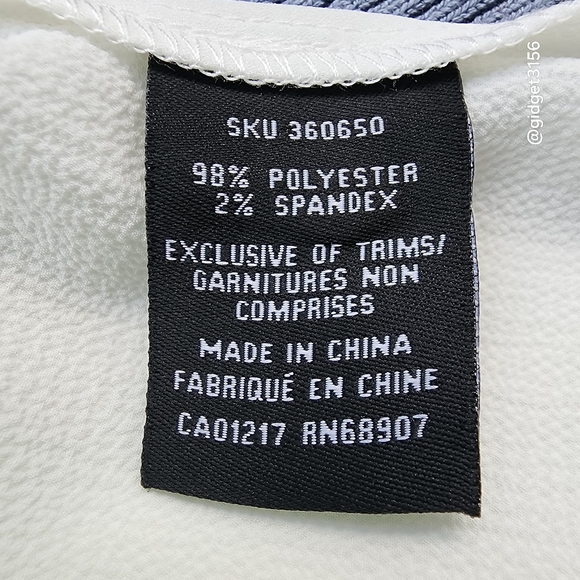 SKU 360650
98% POLYESTER
2% SPANDEX
EXCLUSIVE OF TRIMS/
GARNITURES NON
COMPRISES
MADE IN CHINA
FABRIQUÉ EN CHINE
CA01217 RN68907
@gidget3156